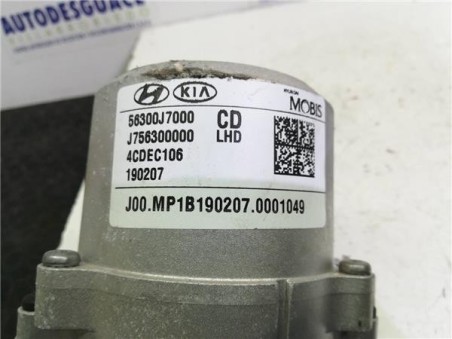 AUTODESGUACE
KIA
MOBIS
56300J7000 CD
J756300000 LHD
4CDEC106
190207
J00.MP1B190207.0001049